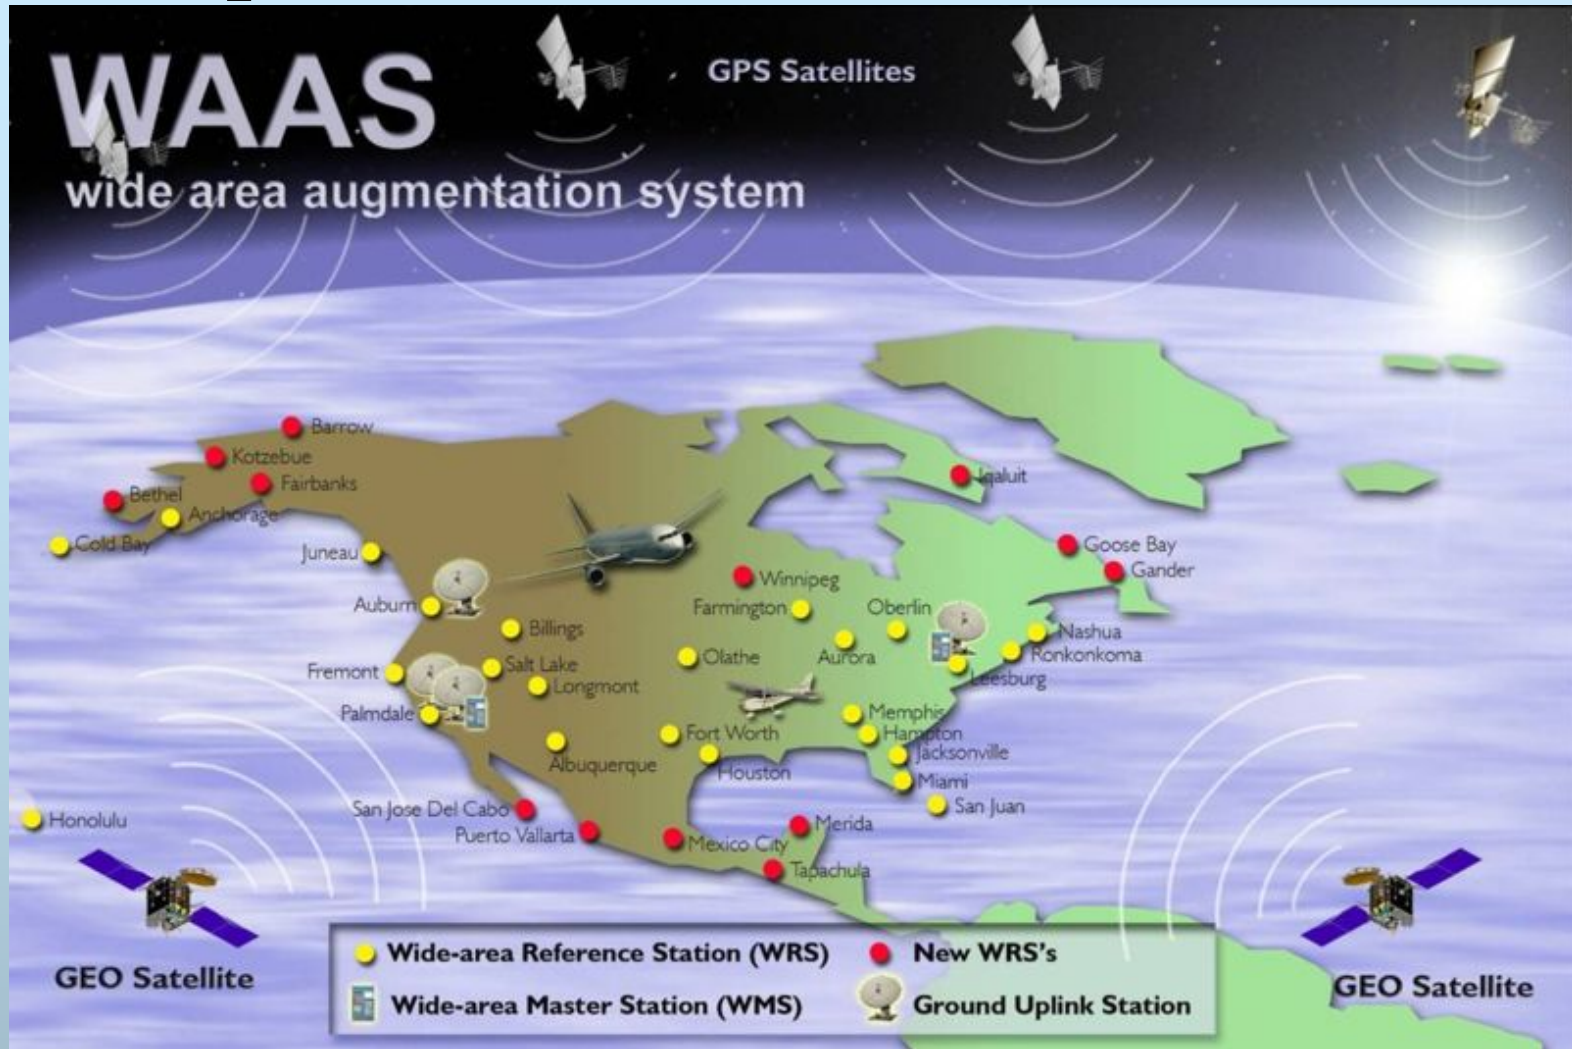 WAAS
wide area augmentation system
GPS Satellites
Barrow
Kotzebue
Fairbanks
Bethel
Anchorage
Cold Bay
Juneau
Iqaluit
Goose Bay
Gander
Winnipeg
Auburn
Farmington
Oberlin
Billings
Nashua
Fremont
Salt Lake
Olathe
Aurora
Ronkonkoma
Longmont
Leesburg
Palmdale
Memphis
Fort Worth
Hampton
Albuquerque
Houston
Jacksonville
Miami
San Jose Del Cabo
San Juan
Honolulu
Puerto Vallarta
Mexico City
Merida
Tapachula
Wide-area Reference Station (WRS)
New WRS's
GEO Satellite
GEO Satellite
Wide-area Master Station (WMS)
Ground Uplink Station